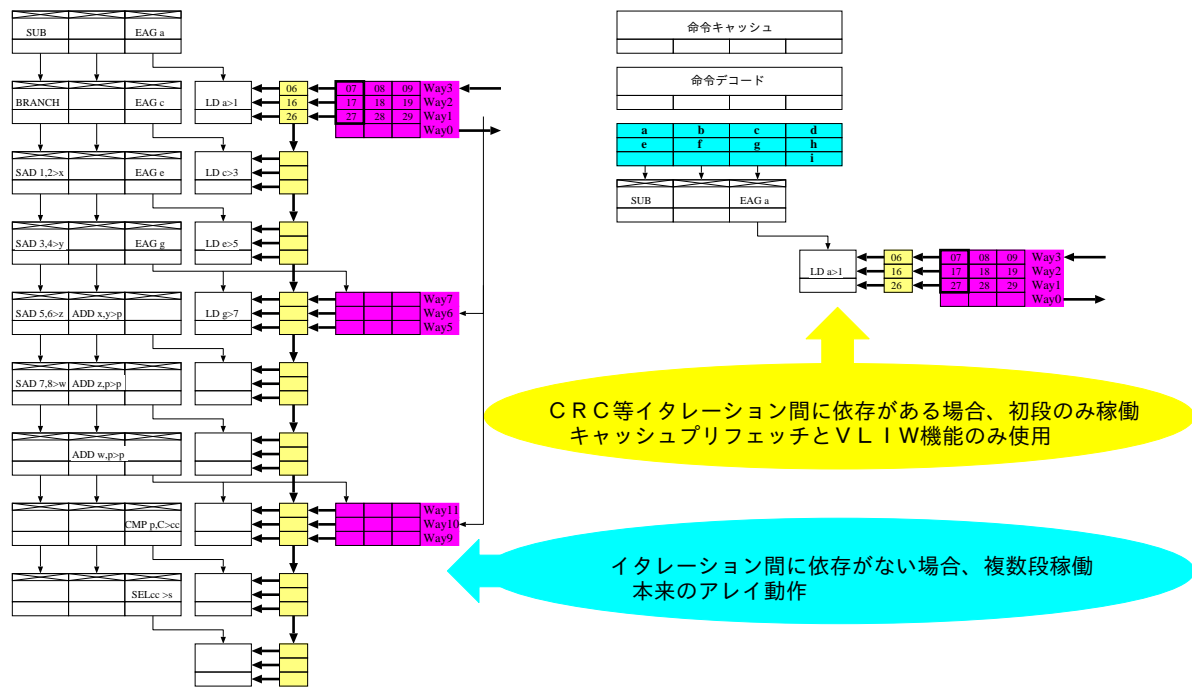 SUB EAG a
BRANCH EAG c LD a>1 06 07 08 09 Way3
16 17 18 19 Way2
26 27 28 29 Way1
Way0
SAD 1,2>x EAG e LD c>3
SAD 3,4>y EAG g LD e>5
SAD 5,6>z ADD x,y>p LD g>7 Way7
Way6
Way5
SAD 7,8>w ADD z,p>p
ADD w,p>p
CMP p,C>cc Way11
Way10
Way9
SELcc >s
命令キャッシュ
命令デコード
a b c d
e f g h
i
SUB EAG a
LD a>1 06 07 08 09 Way3
16 17 18 19 Way2
26 27 28 29 Way1
Way0
ＣＲＣ等イタレーション間に依存がある場合、初段のみ稼働
キャッシュプリフェッチとＶＬＩＷ機能のみ使用
イタレーション間に依存がない場合、複数段稼働
本来のアレイ動作